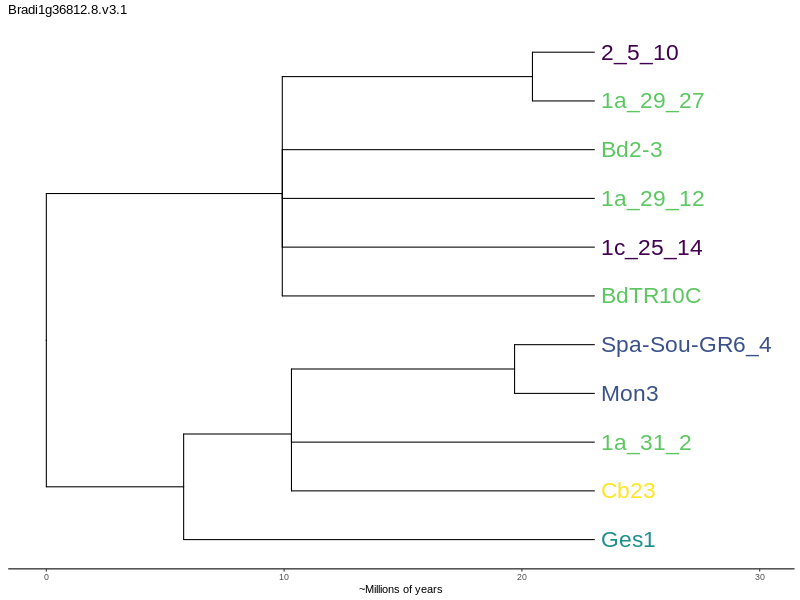 Bradi1g36812.8.v3.1
2_5_10
1a_29_27
Bd2-3
1a_29_12
1c_25_14
BdTR10C
Spa-Sou-GR6_4
Mon3
1a_31_2
Cb23
Ges1
0 10 20 30
~Millions of years